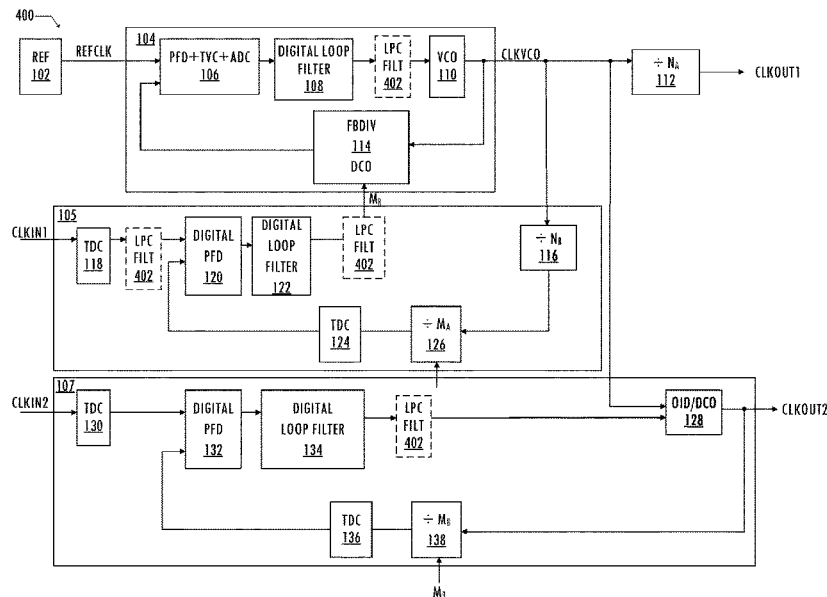 400
104
REF
102
REFCLK
PFD+TVC+ADC
106
DIGITAL LOOP
FILTER
108
LPC
FILT
402
VCO
110
CLKVCO
÷ NA
112
CLKOUT1
FBDIV
114
DCO
105
CLKIN1
TDC
118
LPC
FILT
402
DIGITAL
PFD
120
DIGITAL
LOOP
FILTER
122
LPC
FILT
402
÷ NB
116
TDC
124
÷ MA
126
107
CLKIN2
TDC
130
DIGITAL
PFD
132
DIGITAL
LOOP FILTER
134
LPC
FILT
402
OID/DCO
128
CLKOUT2
TDC
136
÷ MB
138